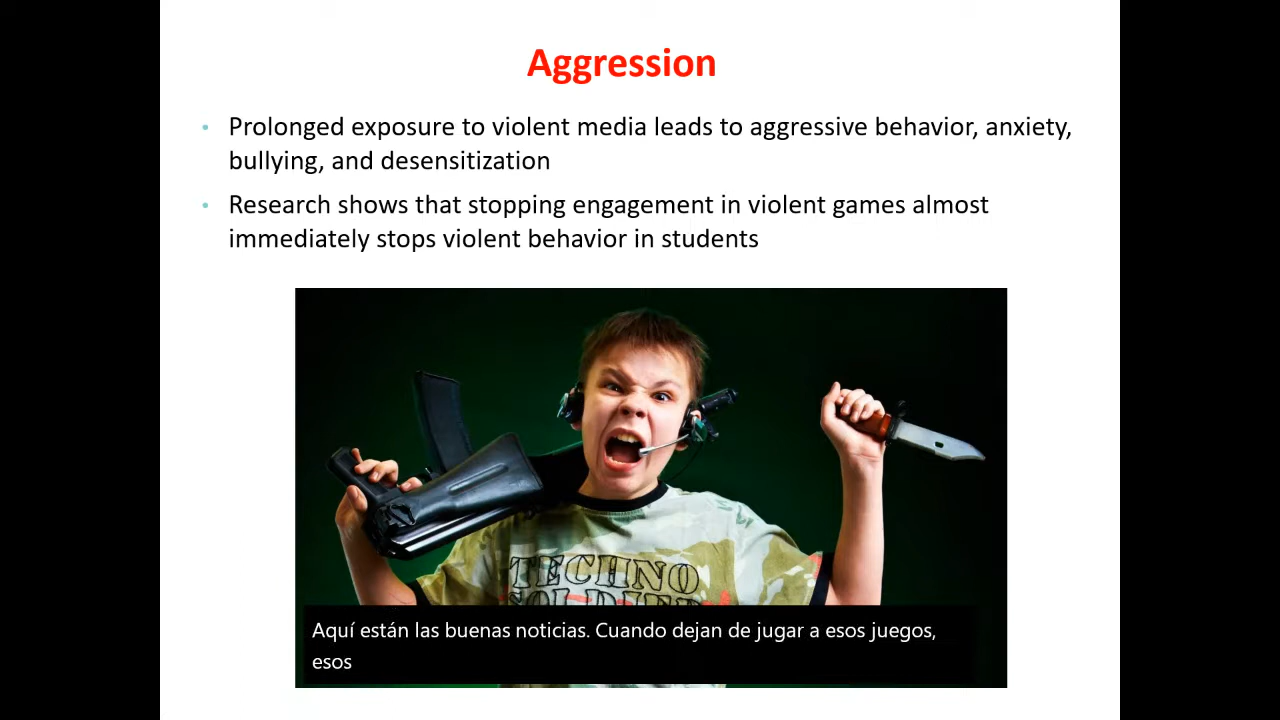 Aggression
• Prolonged exposure to violent media leads to aggressive behavior, anxiety,
bullying, and desensitization
• Research shows that stopping engagement in violent games almost
immediately stops violent behavior in students
TECHNO
SOLDIER
Aquí están las buenas noticias. Cuando dejan de jugar a esos juegos,
esos